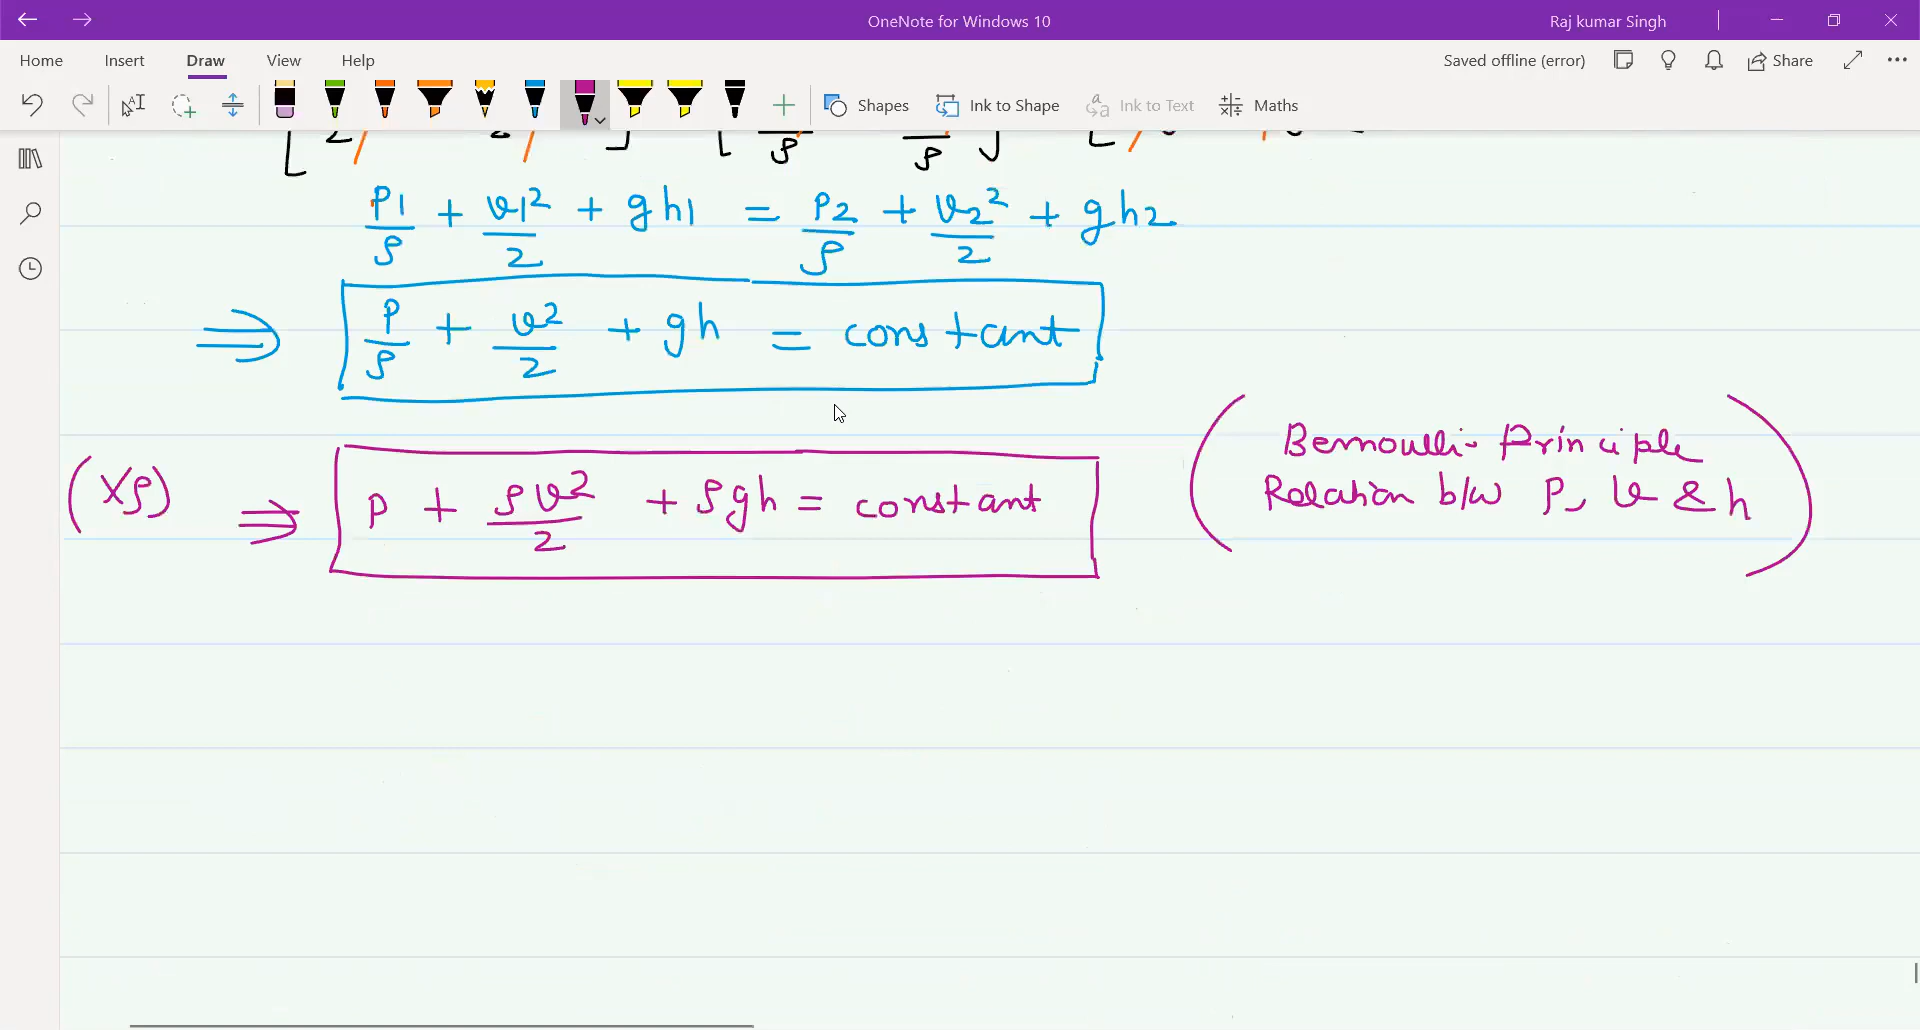 OneNote for Windows 10
Raj kumar Singh
Home Insert Draw View Help
Saved offline (error) Share
Shapes Ink to Shape Ink to Text Maths
P1/ρ + v1²/2 + gh1 = P2/ρ + v2²/2 + gh2
⇒ P/ρ + v²/2 + gh = constant
(Xρ) ⇒ P + ρv²/2 + ρgh = constant
(Bernoulli's Principle
Relation b/w P, v & h)